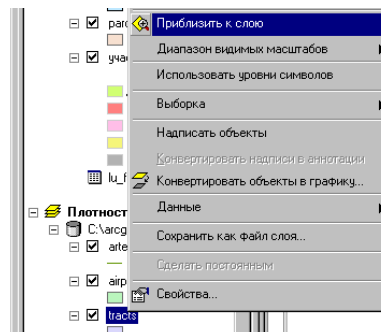 parc
Приблизить к слою
Диапазон видимых масштабов
уча
Использовать уровни символов
Выборка
Надписать объекты
Конвертировать надписи в аннотации
lu_f
Конвертировать объекты в графику...
Плотност
Данные
C:\arcg
arte
Сохранить как файл слоя...
Сделать постоянным
airp
Свойства...
tracts